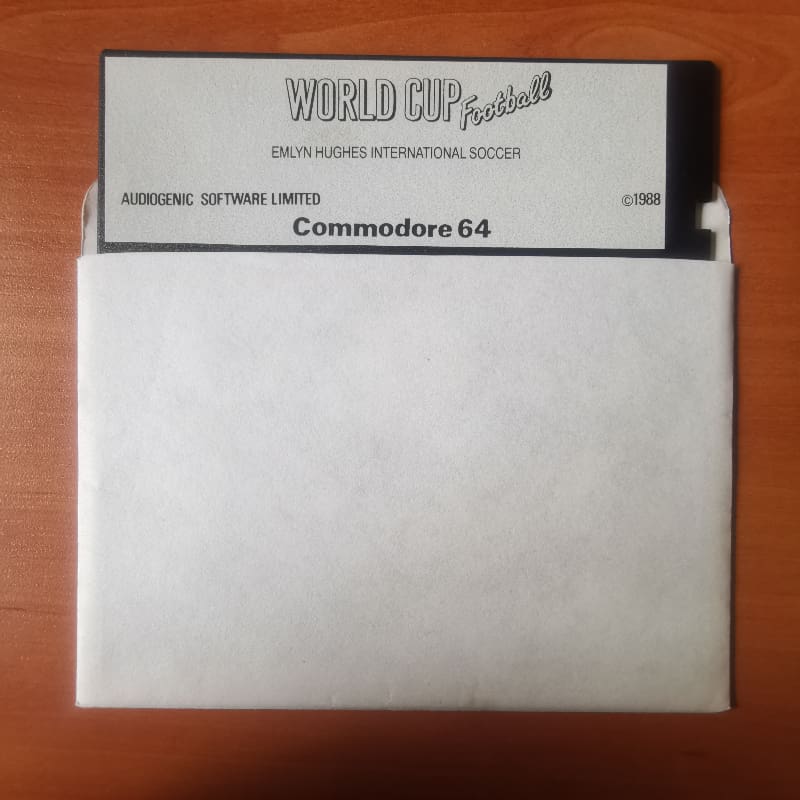 WORLD CUP Football
EMLYN HUGHES INTERNATIONAL SOCCER
AUDIOGENIC SOFTWARE LIMITED ©1988
Commodore 64